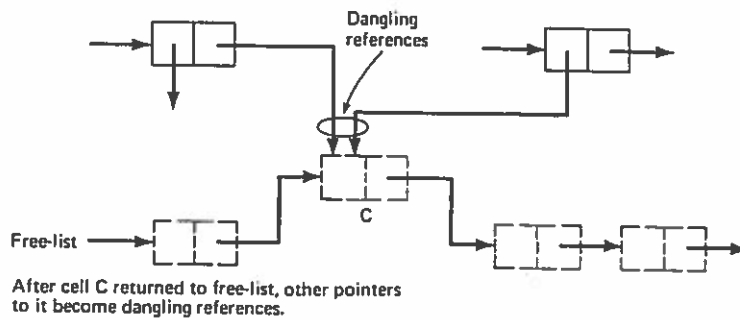 Dangling
references
C
Free-list
After cell C returned to free-list, other pointers
to it become dangling references.